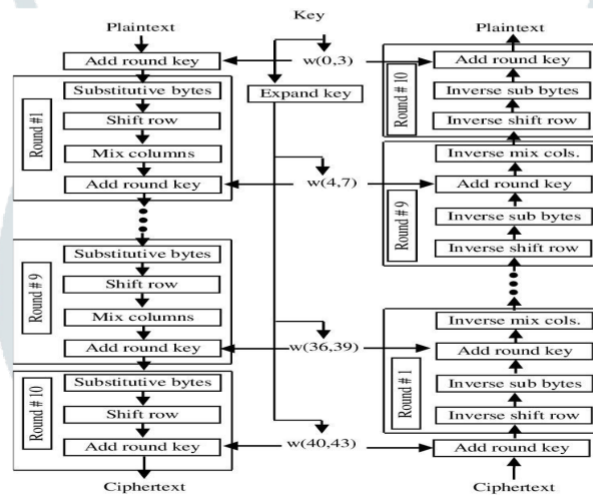 Plaintext
Add round key
Round #1
Substitutive bytes
Shift row
Mix columns
Add round key
Round #9
Substitutive bytes
Shift row
Mix columns
Add round key
Round # 10
Substitutive bytes
Shift row
Add round key
Ciphertext
Key
w(0,3)
Expand key
w(4,7)
w(36,39)
w(40,43)
Plaintext
Round # 10
Add round key
Inverse sub bytes
Inverse shift row
Round # 9
Inverse mix cols.
Add round key
Inverse sub bytes
Inverse shift row
Round # 1
Inverse mix cols.
Add round key
Inverse sub bytes
Inverse shift row
Add round key
Ciphertext